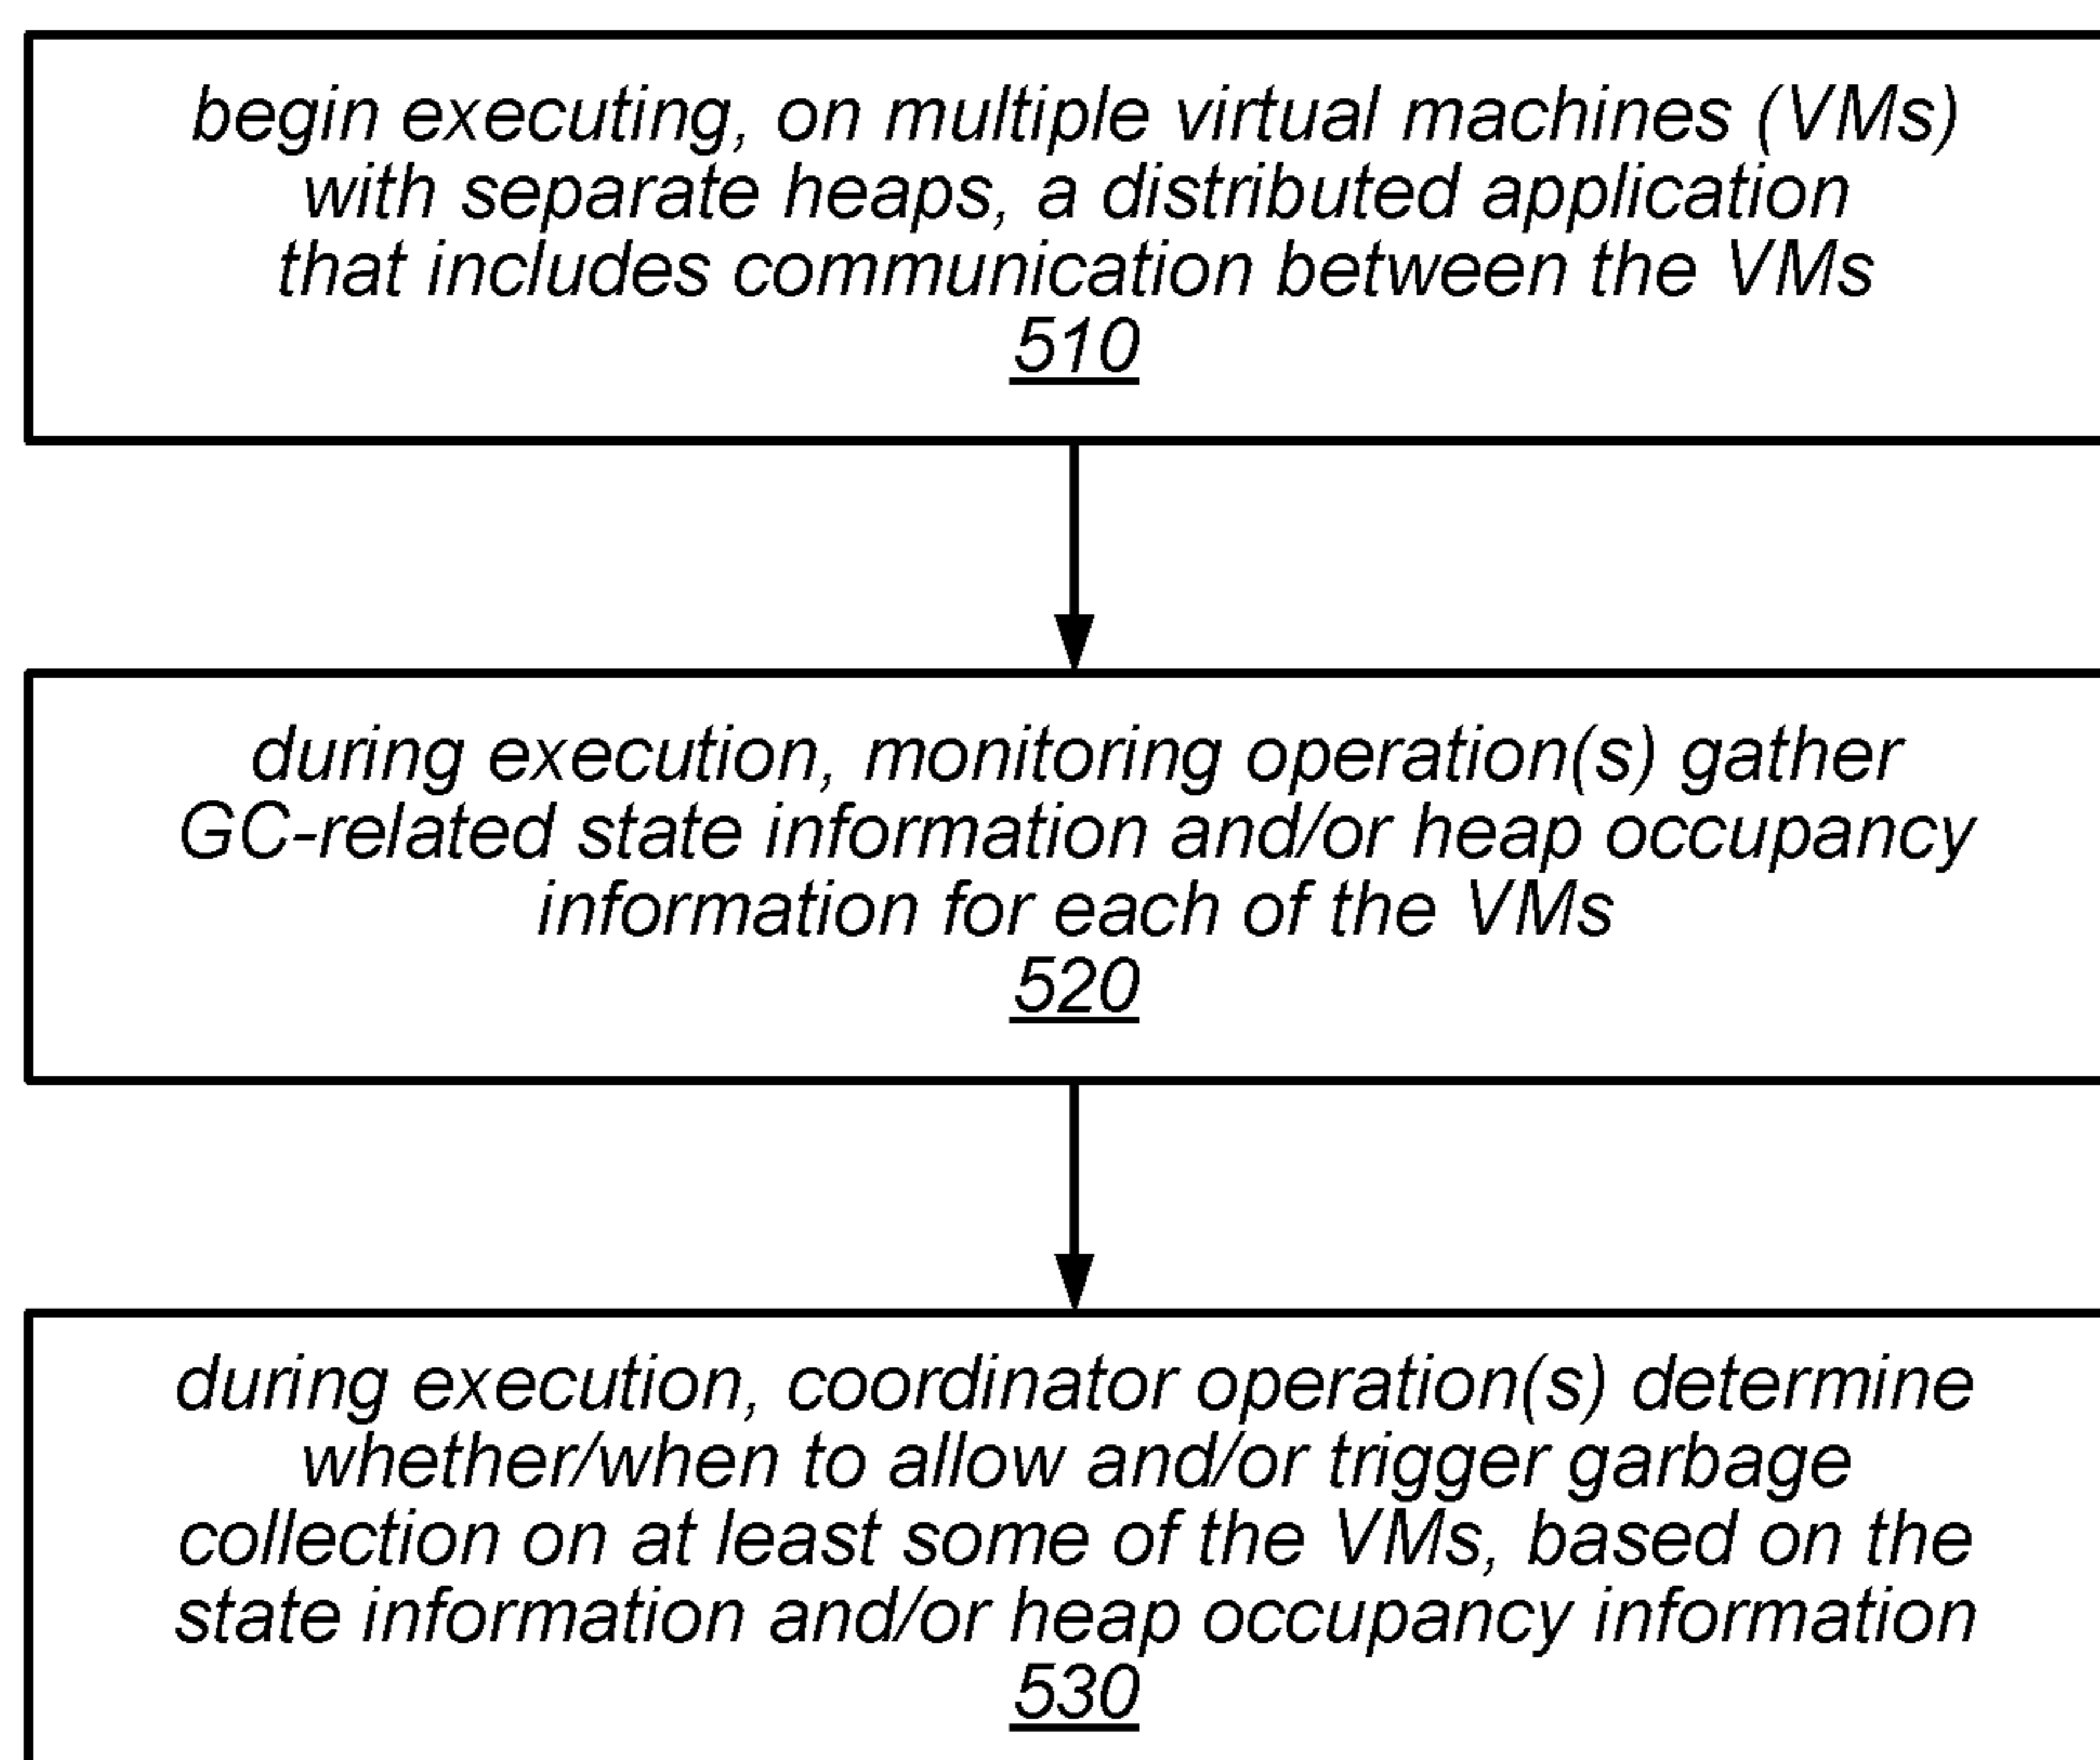 begin executing, on multiple virtual machines (VMs)
with separate heaps, a distributed application
that includes communication between the VMs
510
during execution, monitoring operation(s) gather
GC-related state information and/or heap occupancy
information for each of the VMs
520
during execution, coordinator operation(s) determine
whether/when to allow and/or trigger garbage
collection on at least some of the VMs, based on the
state information and/or heap occupancy information
530